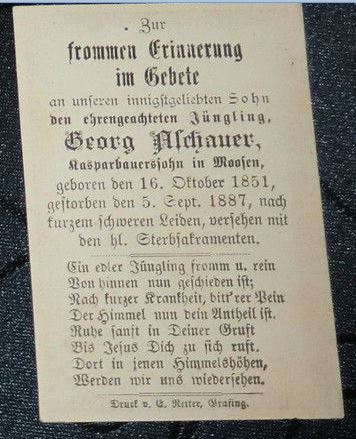 Zur
frommen Erinnerung
im Gebete
an unseren innigstgeliebten Sohn
den ehrengeachteten Jüngling,
Georg Aschauer,
Kasparbauersohn in Moosen,
geboren den 16. Oktober 1851,
gestorben den 5. Sept. 1887, nach
kurzem schweren Leiden, versehen mit
den hl. Sterbsakramenten.
Ein edler Jüngling fromm u. rein
Von hinnen nun geschieden ist;
Nach kurzer Krankheit, bitt'rer Pein
Der Himmel nun dein Antheil ist.
Ruhe sanft in Deiner Gruft
Bis Jesus Dich zu sich ruft.
Dort in jenen Himmelshöhen,
Werden wir uns wiedersehen.
Druck v. E. Reiter, Grafing.